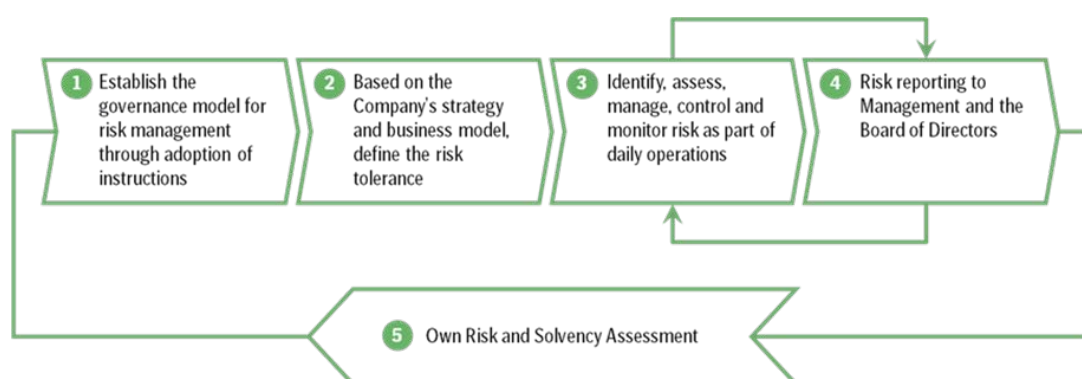 1 Establish the
governance model for
risk management
through adoption of
instructions
2 Based on the
Company's strategy
and business model,
define the risk
tolerance
3 Identify, assess,
manage, control and
monitor risk as part of
daily operations
4 Risk reporting to
Management and the
Board of Directors
5 Own Risk and Solvency Assessment